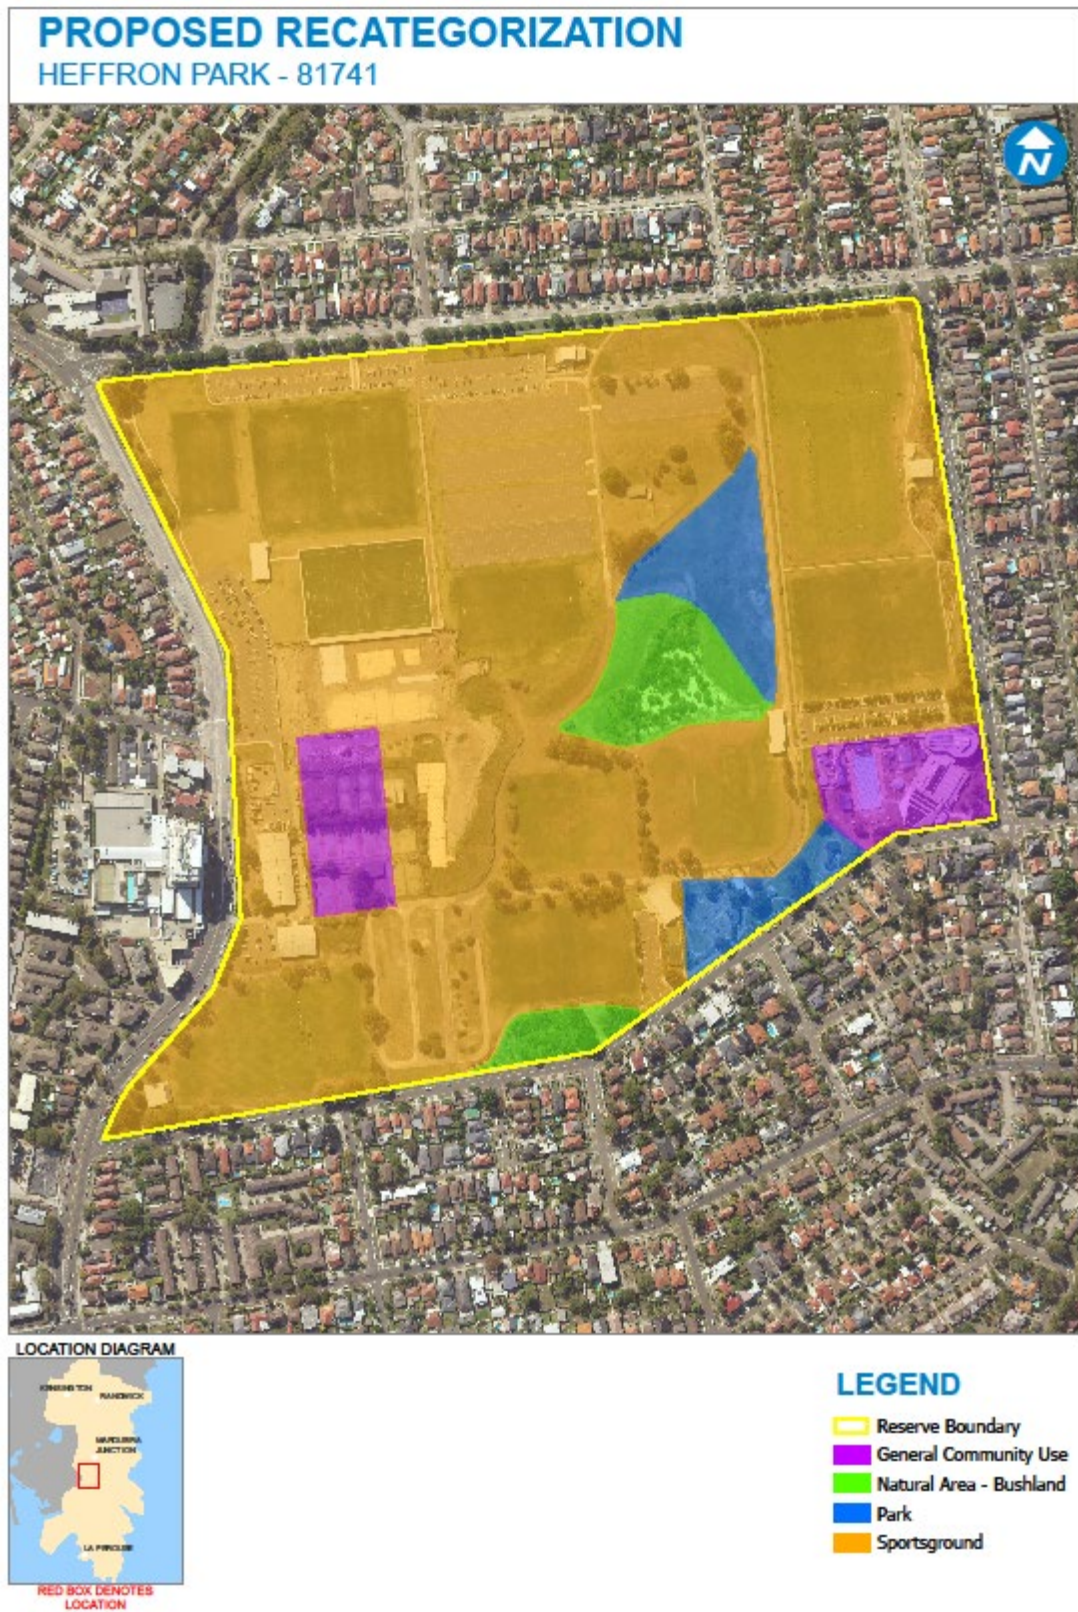 PROPOSED RECATEGORIZATION
HEFFRON PARK - 81741
N
LOCATION DIAGRAM
KENSINGTON
RANDWICK
MAROUBRA
JUNCTION
LA PEROUSE
RED BOX DENOTES
LOCATION
LEGEND
Reserve Boundary
General Community Use
Natural Area - Bushland
Park
Sportsground